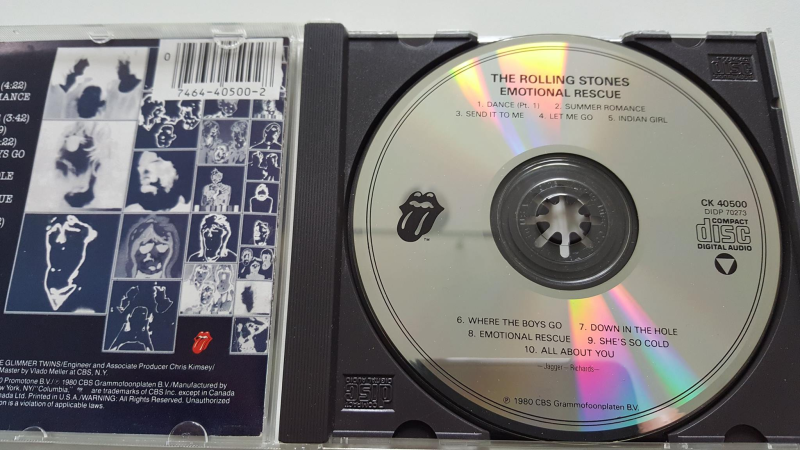 (4:22)
MANCE
(3:42)
9)
:22)
YS GO
OLE
UE
0
7464-40500-2
E GLIMMER TWINS/Engineer and Associate Producer Chris Kimsey/
Master by Vlado Meller at CBS, N.Y.
0 Promotone B.V./ ℗ 1980 CBS Grammofoonplaten B.V./Manufactured by
w York, NY/"Columbia," are trademarks of CBS Inc. except in Canada
nada Ltd. Printed in U.S.A./WARNING: All Rights Reserved. Unauthorized
on is a violation of applicable laws.
THE ROLLING STONES
EMOTIONAL RESCUE
1. DANCE (Pt. 1) 2. SUMMER ROMANCE
3. SEND IT TO ME 4. LET ME GO 5. INDIAN GIRL
TM
CK 40500
DIDP 70273
COMPACT
disc
DIGITAL AUDIO
6. WHERE THE BOYS GO 7. DOWN IN THE HOLE
8. EMOTIONAL RESCUE 9. SHE'S SO COLD
10. ALL ABOUT YOU
—Jagger - Richards—
℗ 1980 CBS Grammofoonplaten B.V.